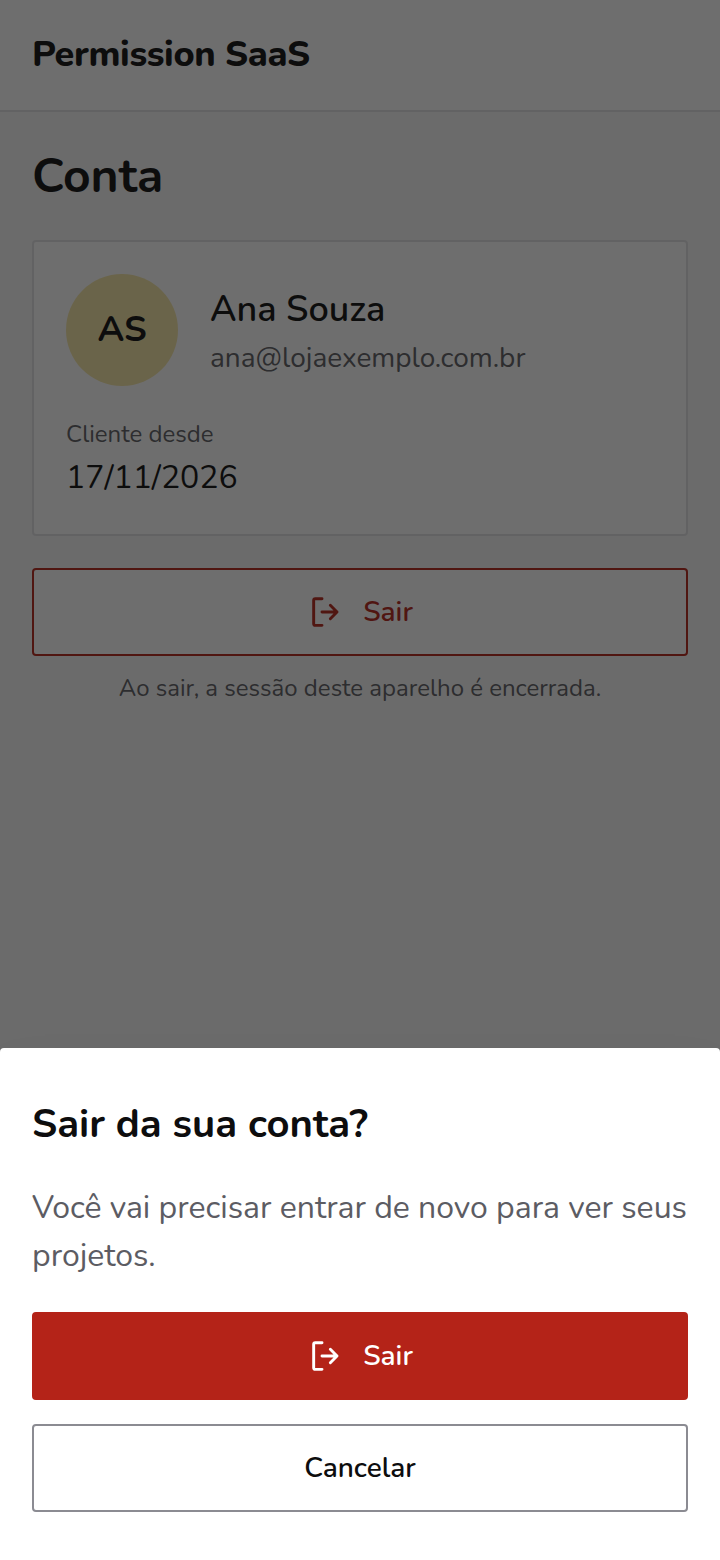 Permission SaaS
Conta
AS
Ana Souza
ana@lojaexemplo.com.br
Cliente desde
17/11/2026
Sair
Ao sair, a sessão deste aparelho é encerrada.
Sair da sua conta?
Você vai precisar entrar de novo para ver seus
projetos.
Sair
Cancelar